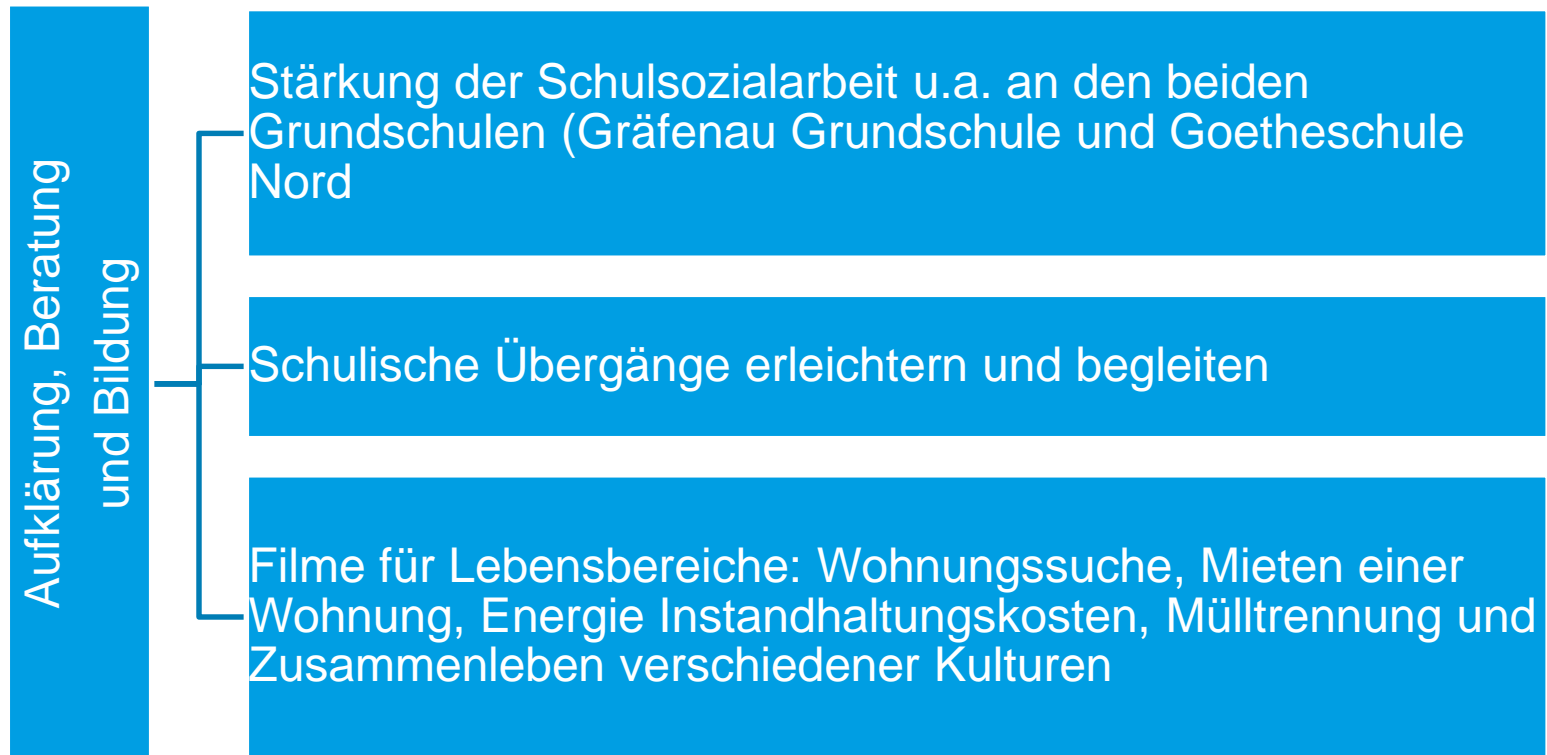 Aufklärung, Beratung
und Bildung
Stärkung der Schulsozialarbeit u.a. an den beiden
Grundschulen (Gräfenau Grundschule und Goetheschule
Nord
Schulische Übergänge erleichtern und begleiten
Filme für Lebensbereiche: Wohnungssuche, Mieten einer
Wohnung, Energie Instandhaltungskosten, Mülltrennung und
Zusammenleben verschiedener Kulturen